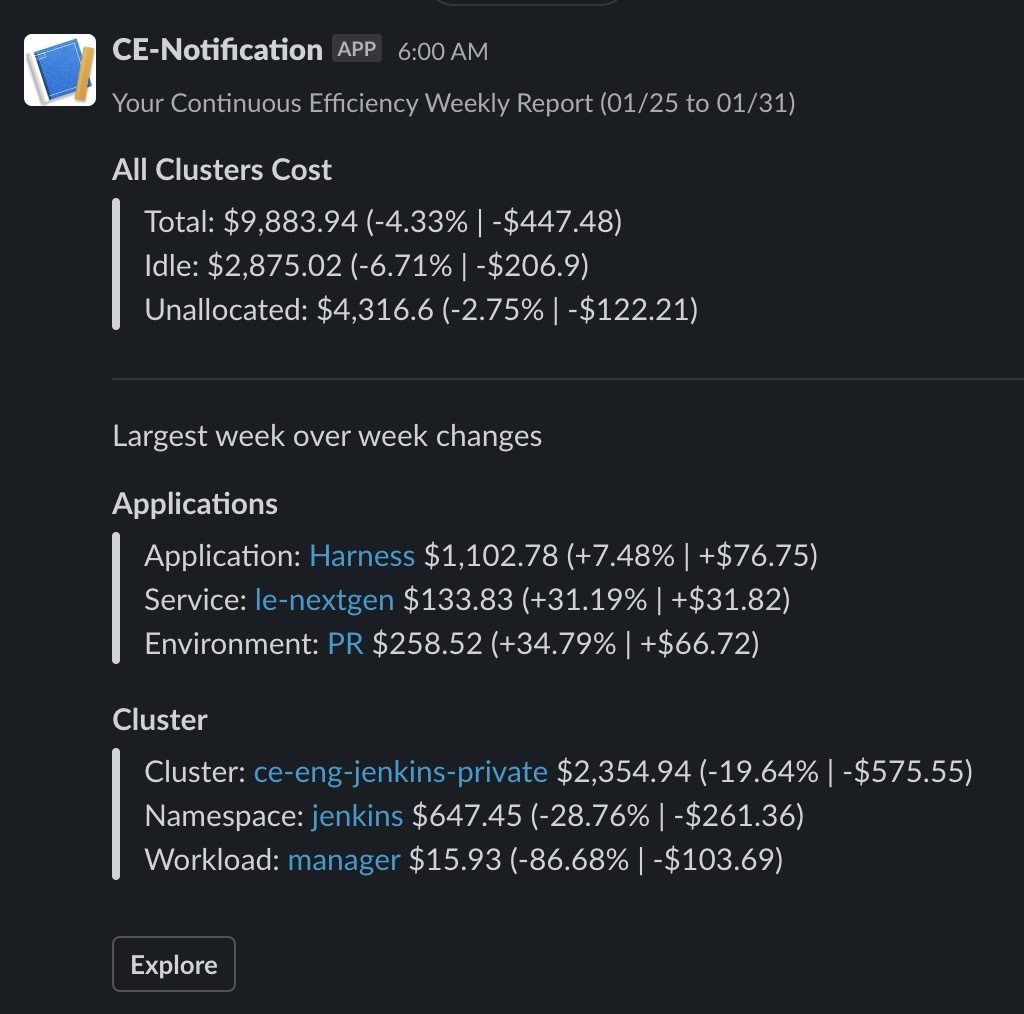 CE-Notification APP 6:00 AM
Your Continuous Efficiency Weekly Report (01/25 to 01/31)
All Clusters Cost
Total: $9,883.94 (-4.33% | -$447.48)
Idle: $2,875.02 (-6.71% | -$206.9)
Unallocated: $4,316.6 (-2.75% | -$122.21)
Largest week over week changes
Applications
Application: Harness $1,102.78 (+7.48% | +$76.75)
Service: le-nextgen $133.83 (+31.19% | +$31.82)
Environment: PR $258.52 (+34.79% | +$66.72)
Cluster
Cluster: ce-eng-jenkins-private $2,354.94 (-19.64% | -$575.55)
Namespace: jenkins $647.45 (-28.76% | -$261.36)
Workload: manager $15.93 (-86.68% | -$103.69)
Explore